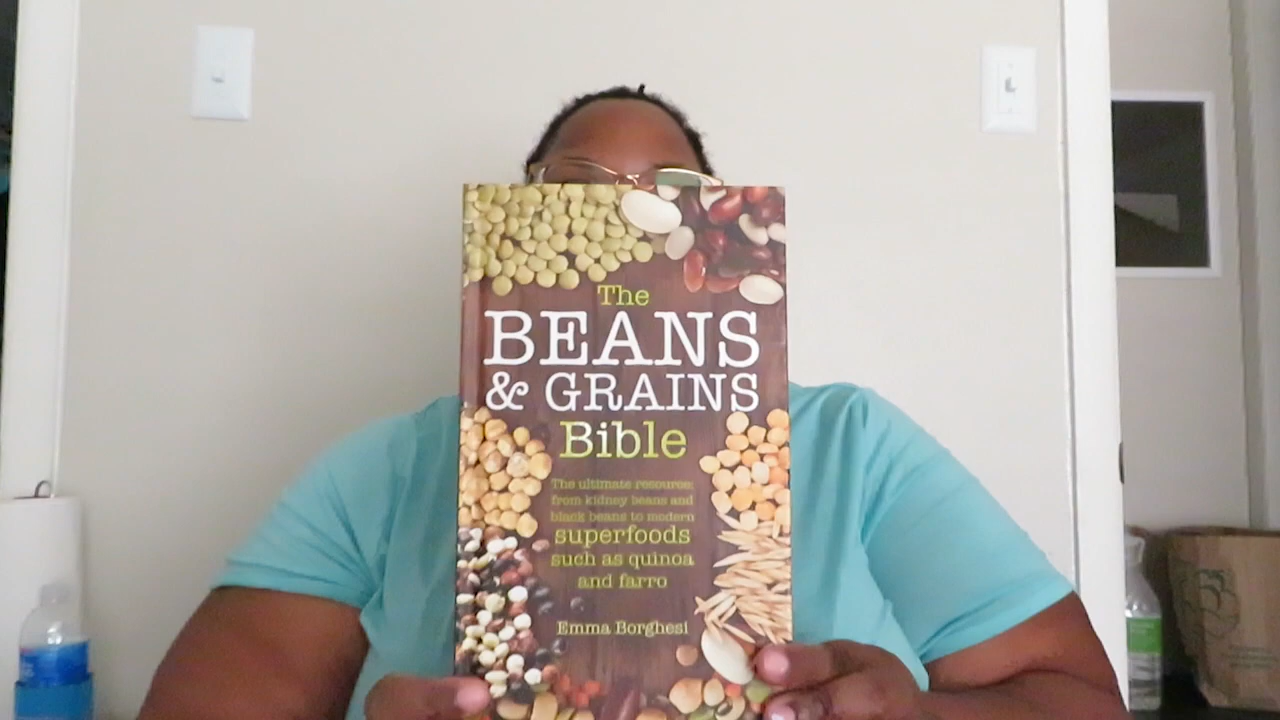 The
BEANS
& GRAINS
Bible
The ultimate resource:
from kidney beans and
black beans to modern
superfoods
such as quinoa
and farro
Emma Borghesi